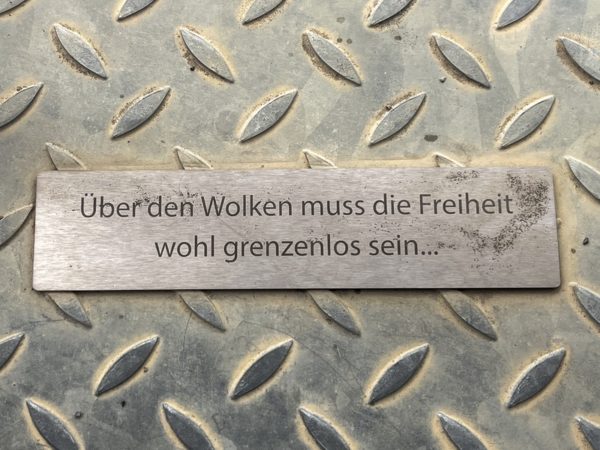 Über den Wolken muss die Freiheit
wohl grenzenlos sein...